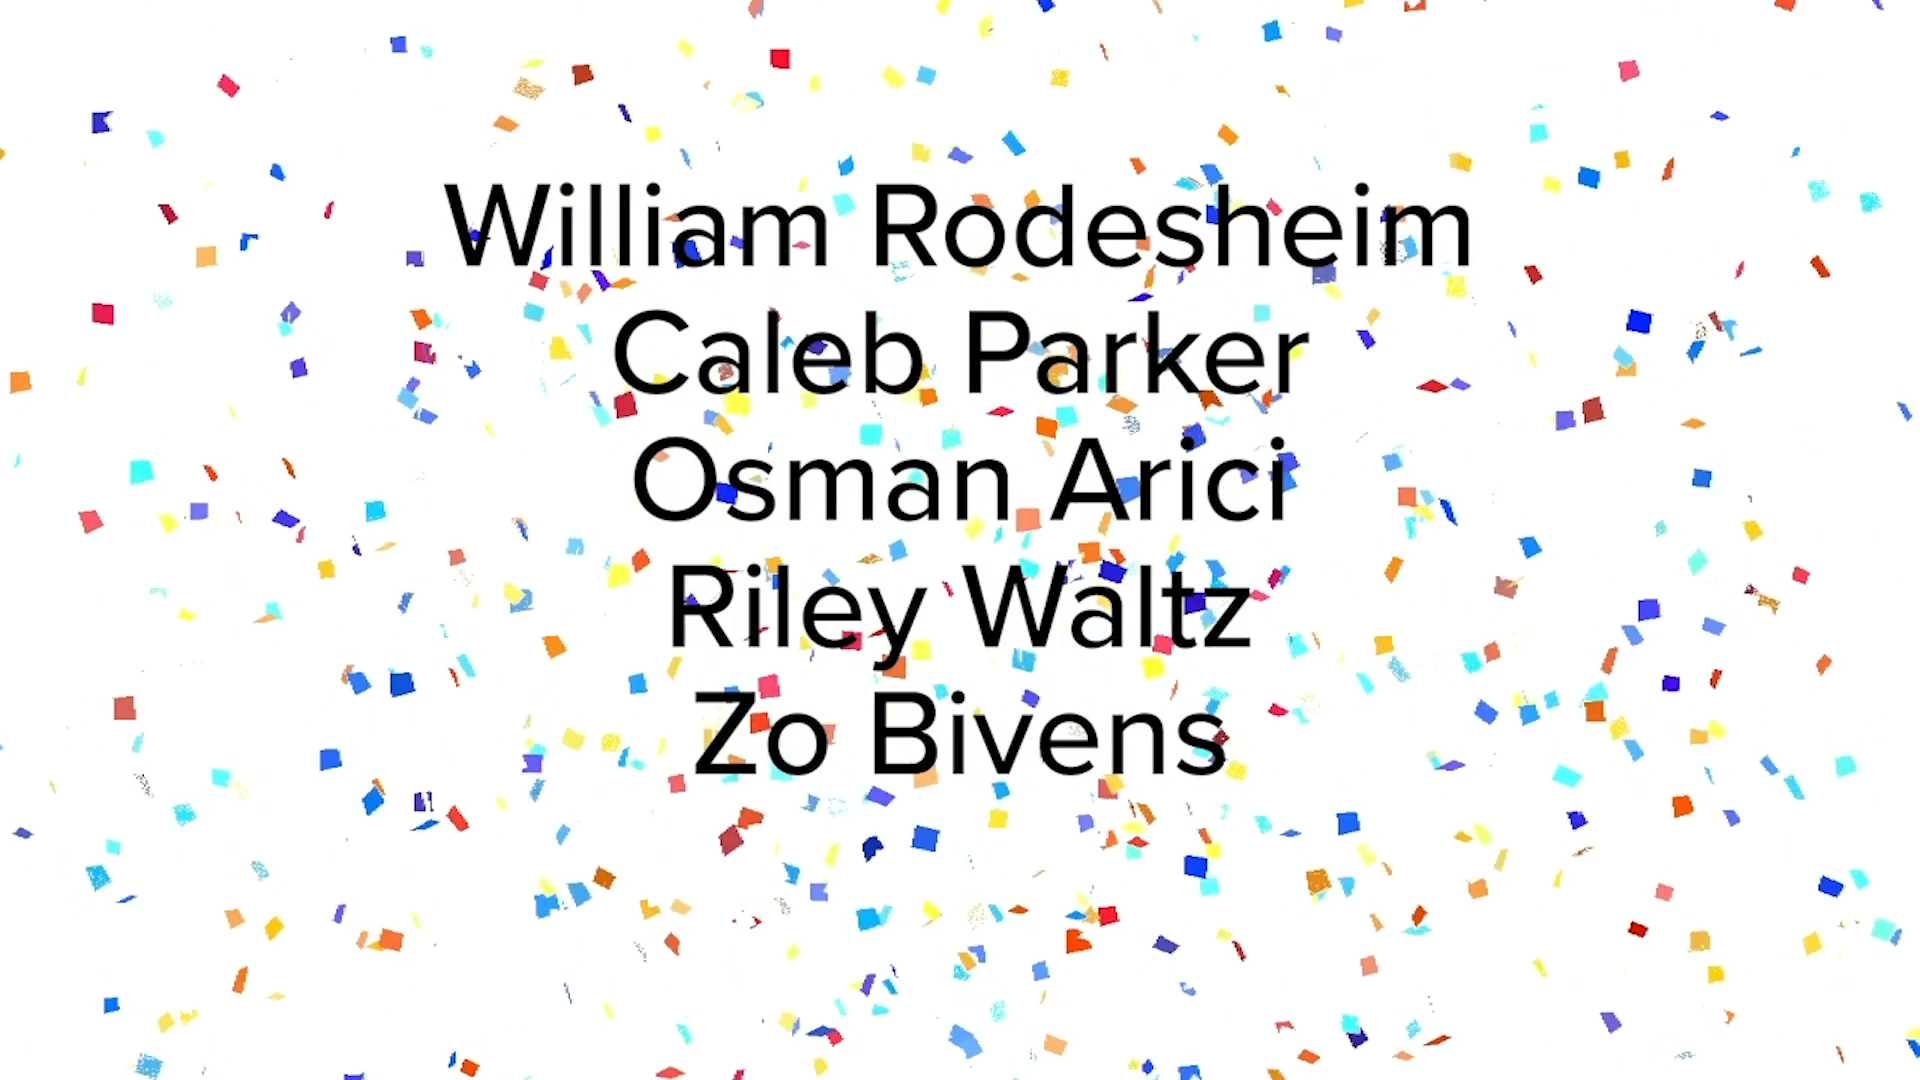 William Rodesheim
Caleb Parker
Osman Arici
Riley Waltz
Zo Bivens